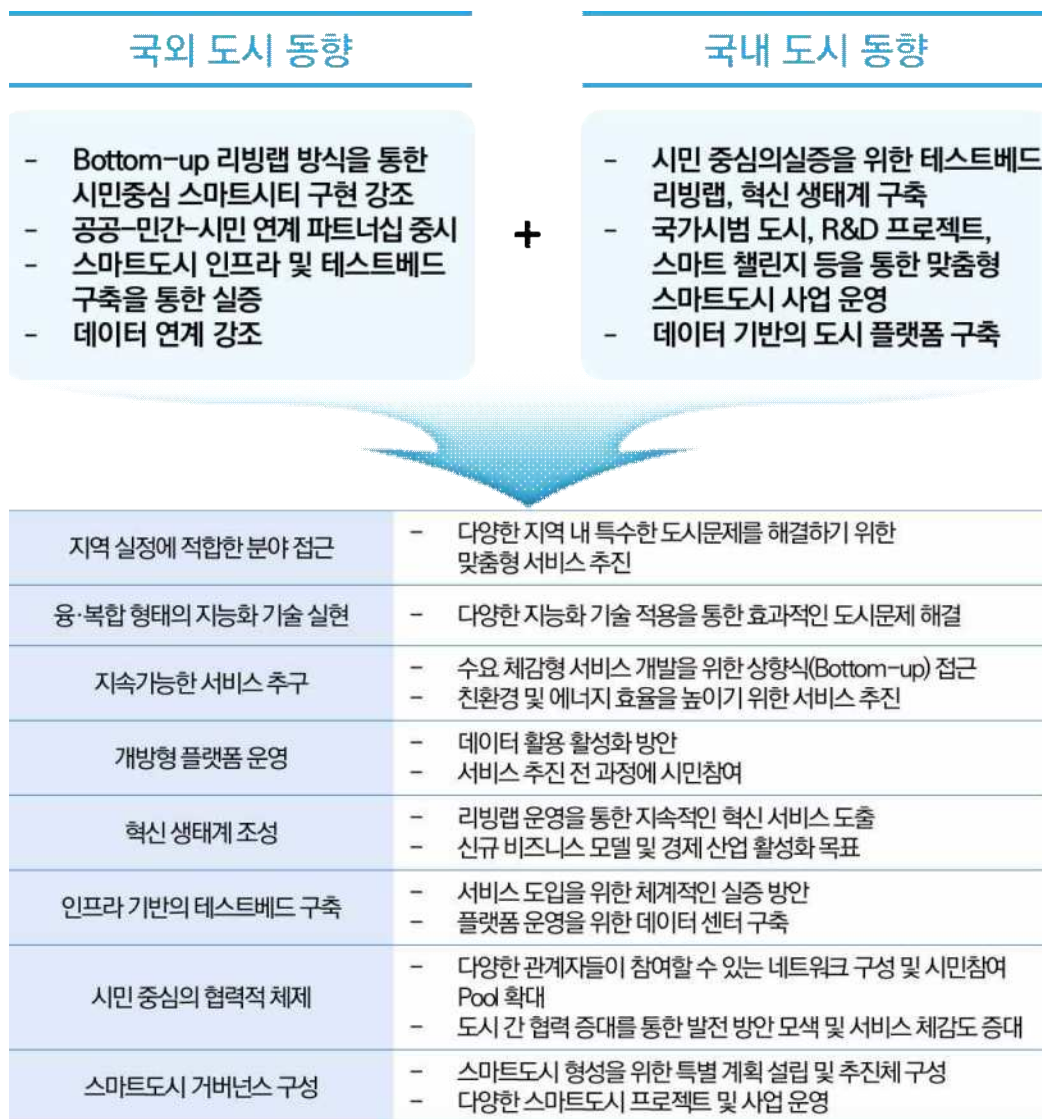 국외 도시 동향
- Bottom-up 리빙랩 방식을 통한
시민중심 스마트시티 구현 강조
- 공공-민간-시민 연계 파트너십 중시
- 스마트도시 인프라 및 테스트베드
구축을 통한 실증
- 데이터 연계 강조
+
국내 도시 동향
- 시민 중심의실증을 위한 테스트베드
리빙랩, 혁신 생태계 구축
- 국가시범 도시, R&D 프로젝트,
스마트 챌린지 등을 통한 맞춤형
스마트도시 사업 운영
- 데이터 기반의 도시 플랫폼 구축
지역 실정에 적합한 분야 접근
- 다양한 지역 내 특수한 도시문제를 해결하기 위한
맞춤형 서비스 추진
융·복합 형태의 지능화 기술 실현
- 다양한 지능화 기술 적용을 통한 효과적인 도시문제 해결
지속가능한 서비스 추구
- 수요 체감형 서비스 개발을 위한 상향식(Bottom-up) 접근
- 친환경 및 에너지 효율을 높이기 위한 서비스 추진
개방형 플랫폼 운영
- 데이터 활용 활성화 방안
- 서비스 추진 전 과정에 시민참여
혁신 생태계 조성
- 리빙랩 운영을 통한 지속적인 혁신 서비스 도출
- 신규 비즈니스 모델 및 경제 산업 활성화 목표
인프라 기반의 테스트베드 구축
- 서비스 도입을 위한 체계적인 실증 방안
- 플랫폼 운영을 위한 데이터 센터 구축
시민 중심의 협력적 체제
- 다양한 관계자들이 참여할 수 있는 네트워크 구성 및 시민참여
Pool 확대
- 도시 간 협력 증대를 통한 발전 방안 모색 및 서비스 체감도 증대
스마트도시 거버넌스 구성
- 스마트도시 형성을 위한 특별 계획 설립 및 추진체 구성
- 다양한 스마트도시 프로젝트 및 사업 운영